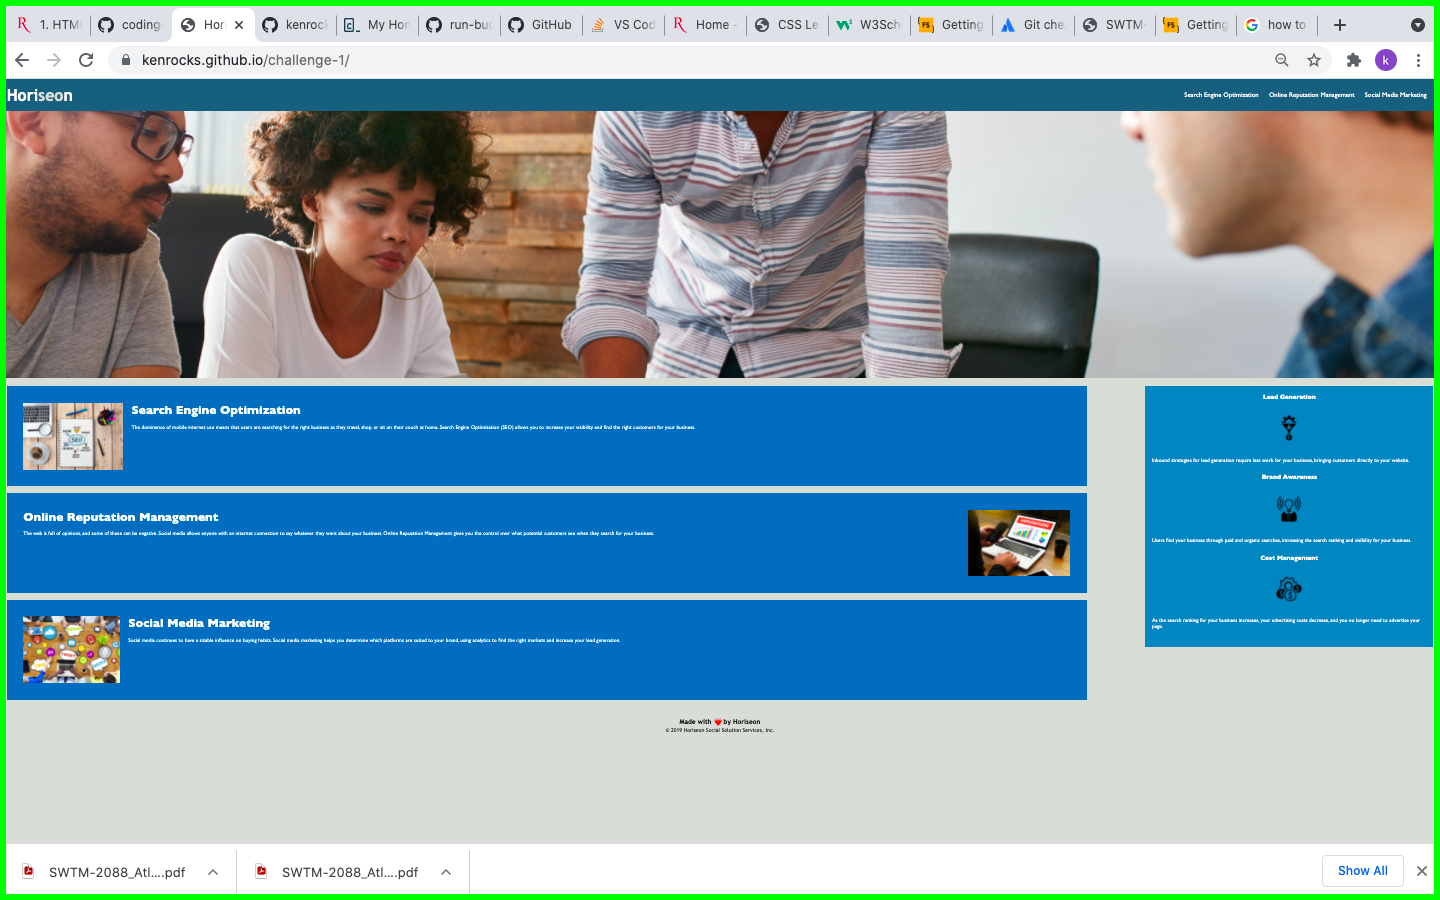 1. HTM
coding-
Hor
kenrock
My Hor
run-bu
GitHub
VS Cod
Home -
CSS Le
W3Sch
Getting
Git che
SWTM-
Getting
how to
kenrocks.github.io/challenge-1/
k
Horiseon
Search Engine Optimization
Online Reputation Management
Social Media Marketing
Search Engine Optimization
The dominance of mobile internet use means that users are searching for the right business as they travel, shop, or sit on their couch at home. Search Engine Optimization (SEO) allows you to increase your visibility and find the right customers for your business.
Online Reputation Management
The web is full of opinions, and some of these can be negative. Social media allows anyone with an internet connection to say whatever they want about your business. Online Reputation Management gives you the control over what potential customers see when they search for your business.
Social Media Marketing
Social media continues to have a sizable influence on buying habits. Social media marketing helps you determine which platforms are suited to your brand, using analytics to find the right markets and increase your lead generation.
Lead Generation
Inbound strategies for lead generation require less work for your business, bringing customers directly to your website.
Brand Awareness
Users find your business through paid and organic searches, increasing the search ranking and visibility for your business.
Cost Management
As the search ranking for your business increases, your advertising costs decrease, and you no longer need to advertise your
page.
SEO
REPUTATION
Made with ❤️ by Horiseon
© 2019 Horiseon Social Solution Services, Inc.
SWTM-2088_Atl....pdf
SWTM-2088_Atl....pdf
Show All